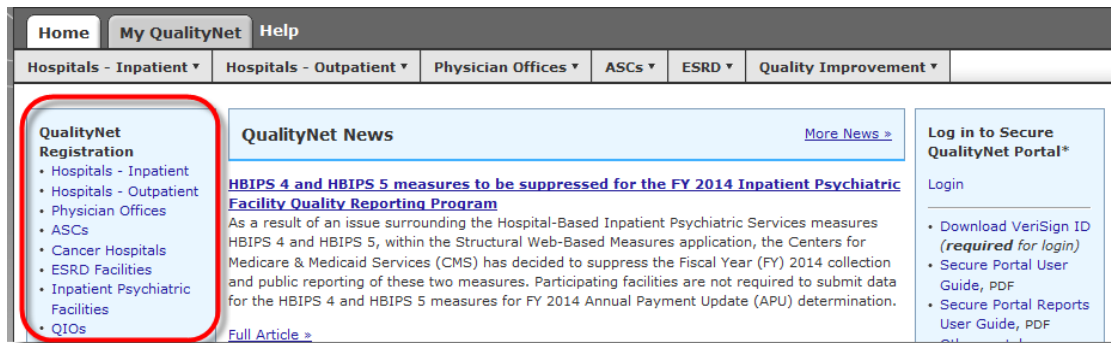 Home My QualityNet Help
Hospitals - Inpatient ▾ Hospitals - Outpatient ▾ Physician Offices ▾ ASCs ▾ ESRD ▾ Quality Improvement ▾
QualityNet
Registration
• Hospitals - Inpatient
• Hospitals - Outpatient
• Physician Offices
• ASCs
• Cancer Hospitals
• ESRD Facilities
• Inpatient Psychiatric
Facilities
• QIOs
QualityNet News More News »
HBIPS 4 and HBIPS 5 measures to be suppressed for the FY 2014 Inpatient Psychiatric
Facility Quality Reporting Program
As a result of an issue surrounding the Hospital-Based Inpatient Psychiatric Services measures
HBIPS 4 and HBIPS 5, within the Structural Web-Based Measures application, the Centers for
Medicare & Medicaid Services (CMS) has decided to suppress the Fiscal Year (FY) 2014 collection
and public reporting of these two measures. Participating facilities are not required to submit data
for the HBIPS 4 and HBIPS 5 measures for FY 2014 Annual Payment Update (APU) determination.
Full Article »
Log in to Secure
QualityNet Portal*
Login
• Download VeriSign ID
(required for login)
• Secure Portal User
Guide, PDF
• Secure Portal Reports
User Guide, PDF